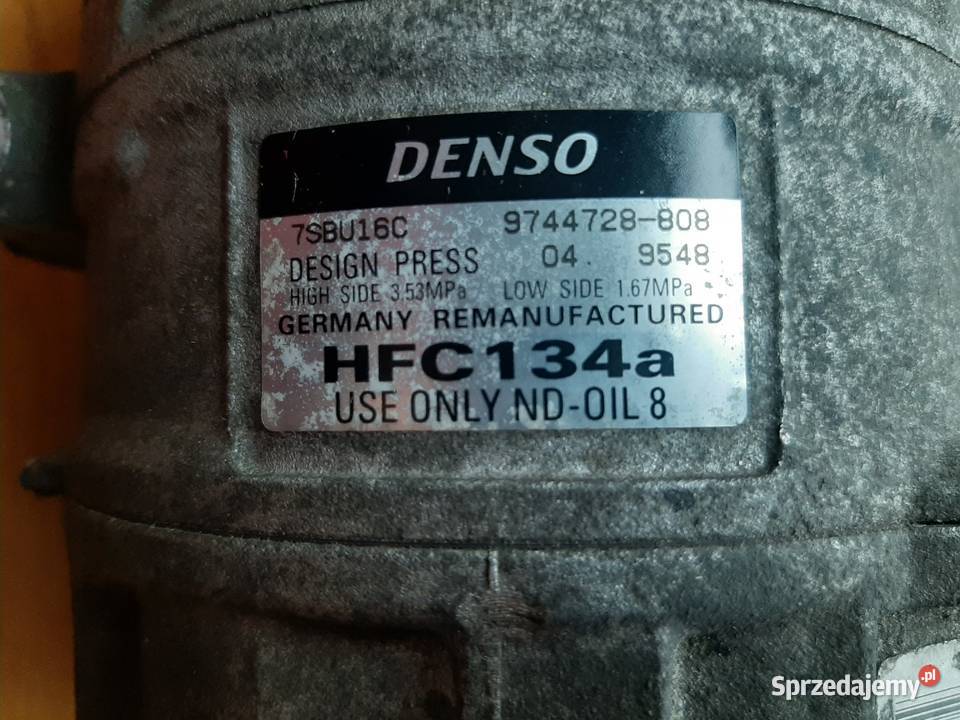 DENSO
7SBU16C 9744728-808
DESIGN PRESS 04. 9548
HIGH SIDE 3.53MPa LOW SIDE 1.67MPa
GERMANY REMANUFACTURED
HFC134a
USE ONLY ND-OIL 8
Sprzedajemy.pl